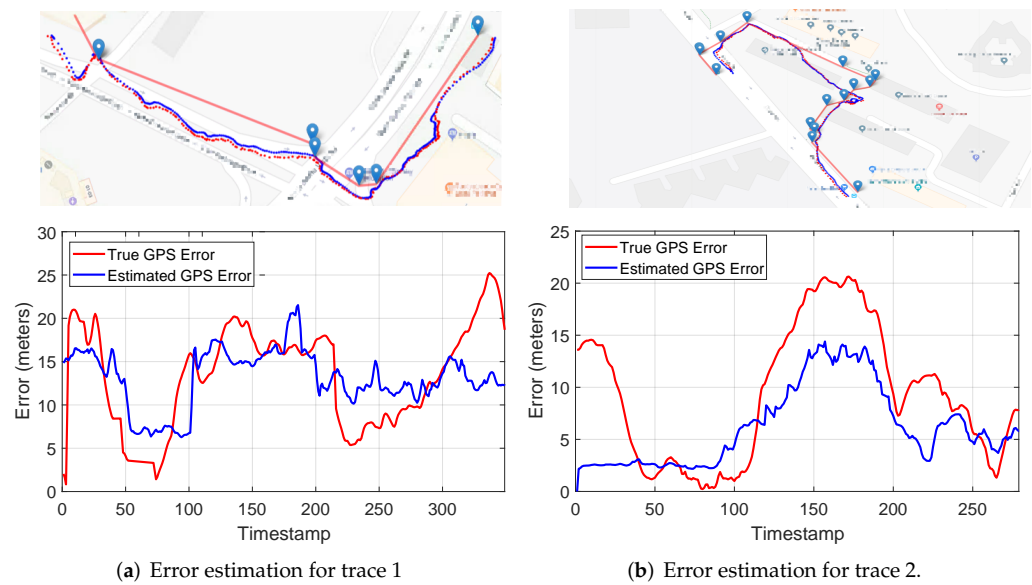 30
25
20
15
10
5
0
Error (meters)
True GPS Error
Estimated GPS Error
0 50 100 150 200 250 300
Timestamp
(a) Error estimation for trace 1
25
20
15
10
5
0
Error (meters)
True GPS Error
Estimated GPS Error
0 50 100 150 200 250
Timestamp
(b) Error estimation for trace 2.